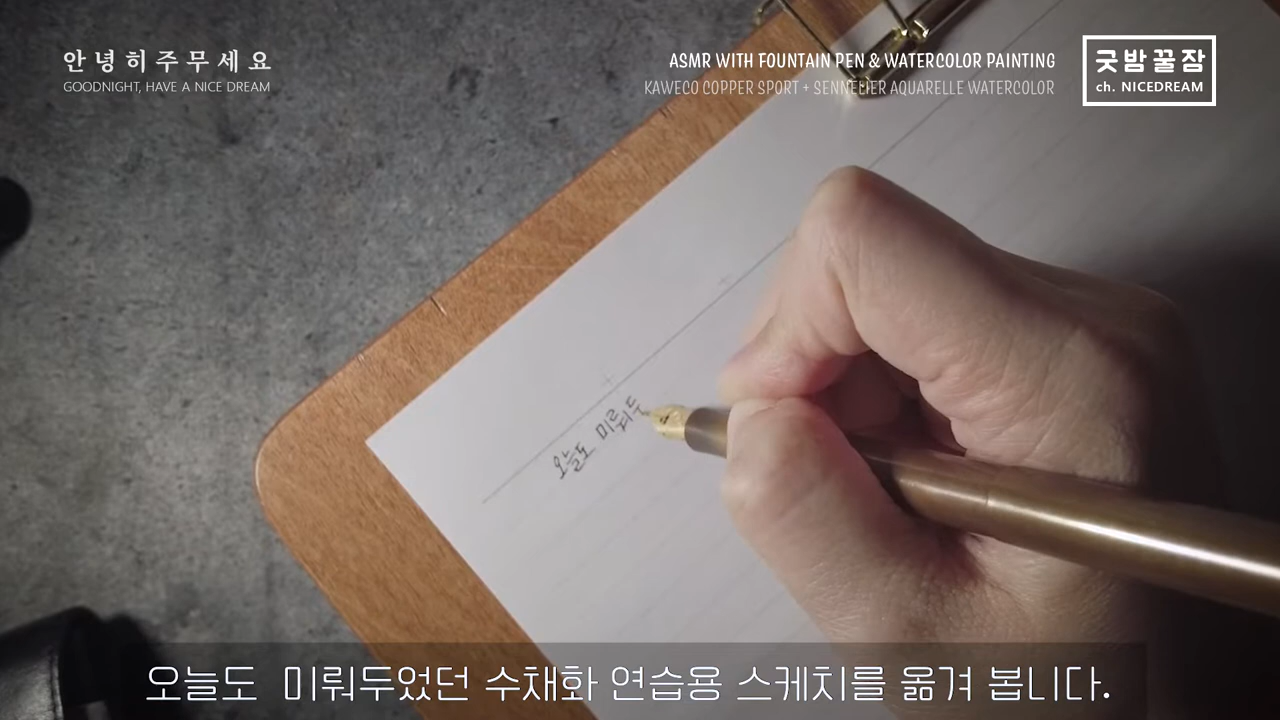 안녕히주무세요
GOODNIGHT, HAVE A NICE DREAM
ASMR WITH FOUNTAIN PEN & WATERCOLOR PAINTING
KAWECO COPPER SPORT + SENNELIER AQUARELLE WATERCOLOR
굿밤꿀잠
ch. NICEDREAM
오늘도 미뤄두
오늘도 미뤄두었던 수채화 연습용 스케치를 옮겨 봅니다.